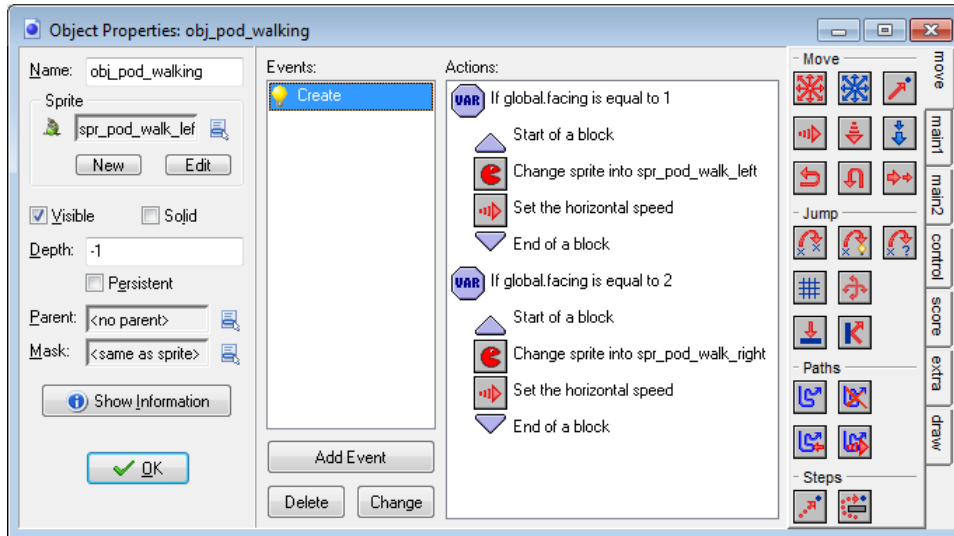 Object Properties: obj_pod_walking
Name: obj_pod_walking
Sprite
spr_pod_walk_lef
New Edit
Visible Solid
Depth: -1
Persistent
Parent: <no parent>
Mask: <same as sprite>
Show Information
OK
Events:
Create
Add Event
Delete Change
Actions:
VAR If global.facing is equal to 1
Start of a block
Change sprite into spr_pod_walk_left
Set the horizontal speed
End of a block
VAR If global.facing is equal to 2
Start of a block
Change sprite into spr_pod_walk_right
Set the horizontal speed
End of a block
Move
Jump
?
Paths
Steps
move
main1
main2
control
score
extra
draw